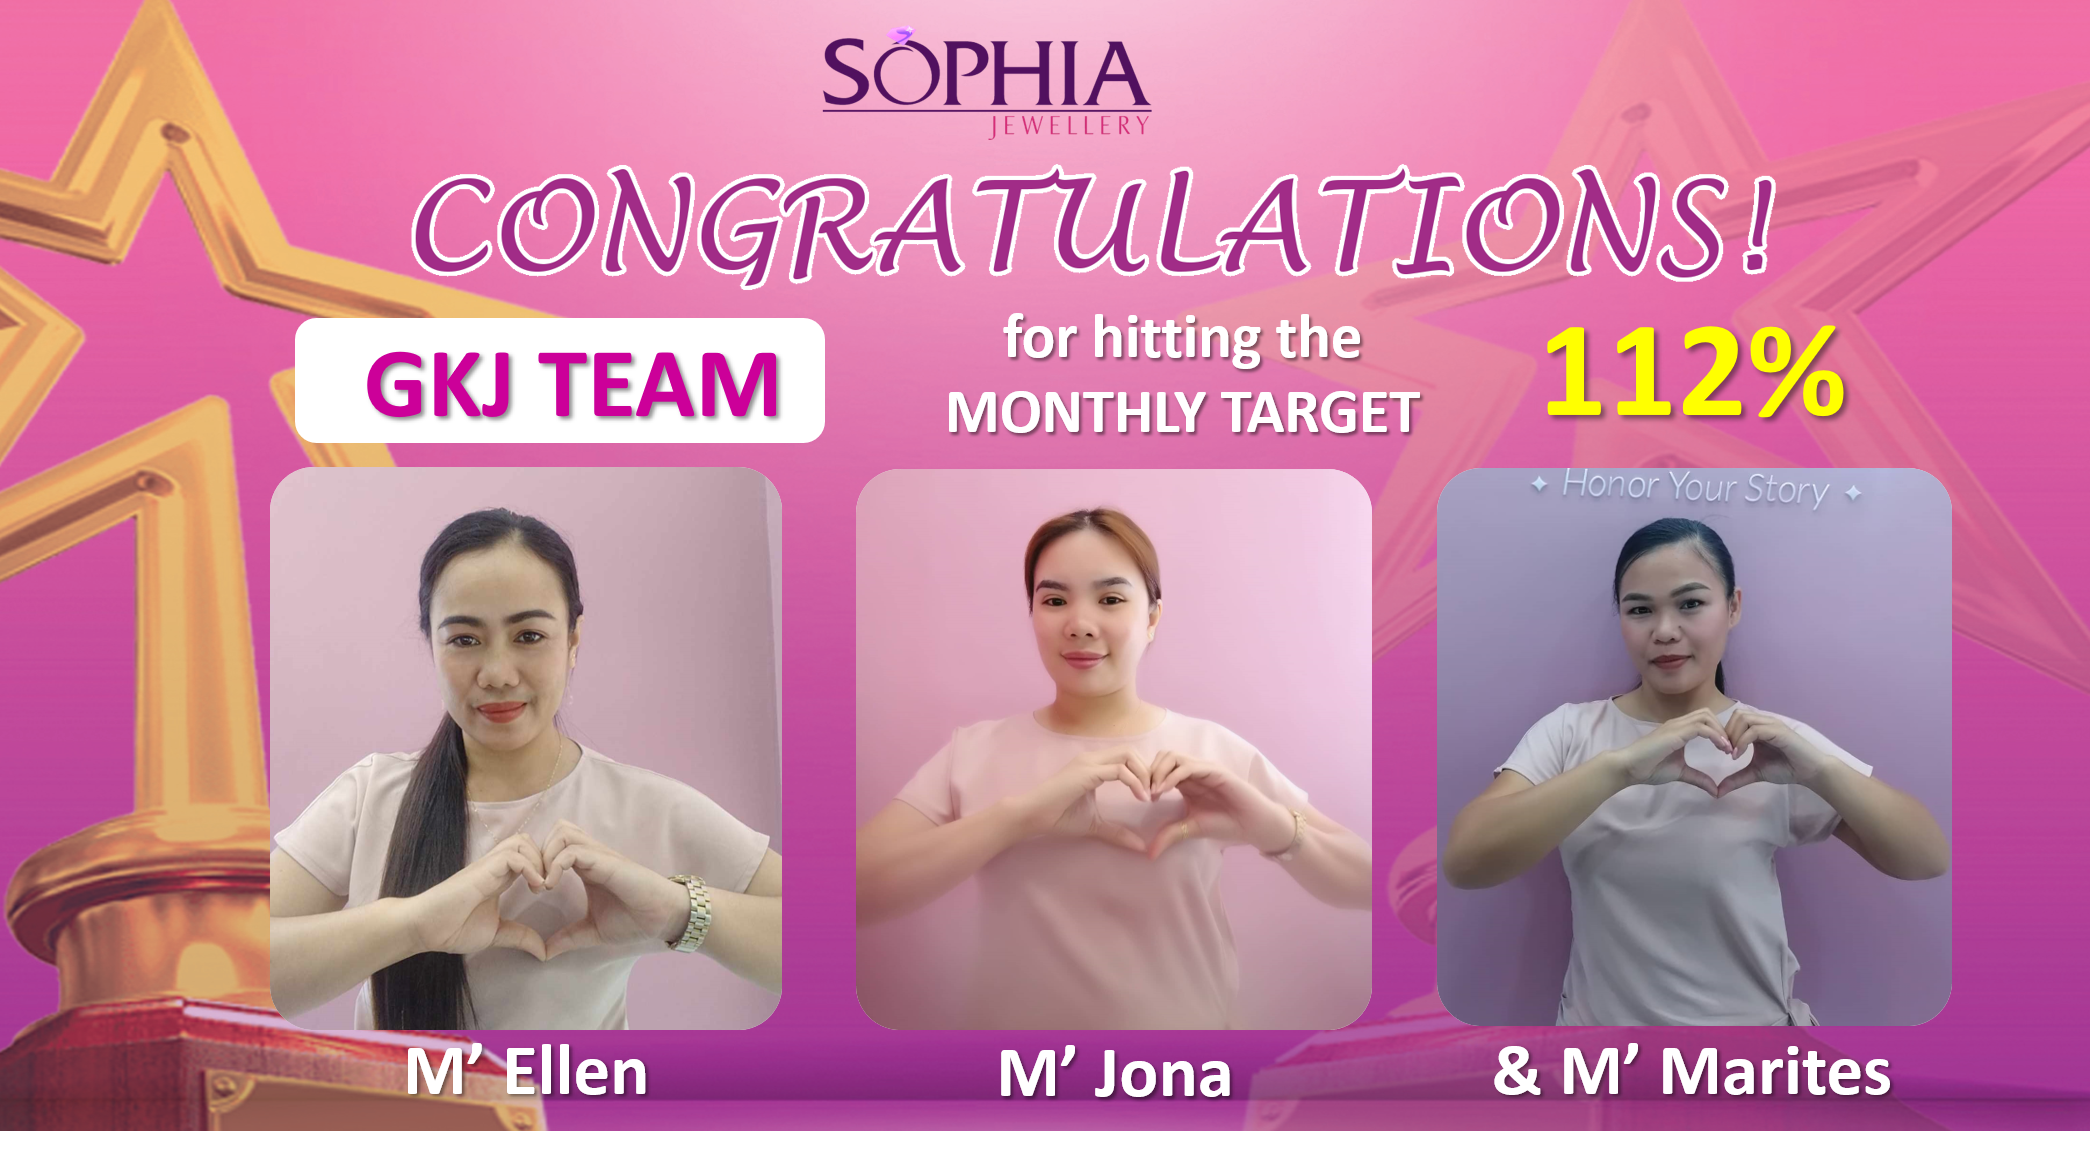 SOPHIA
JEWELLERY
CONGRATULATIONS!
GKJ TEAM
for hitting the
MONTHLY TARGET
112%
Honor Your Story
M’ Ellen
M’ Jona
& M’ Marites